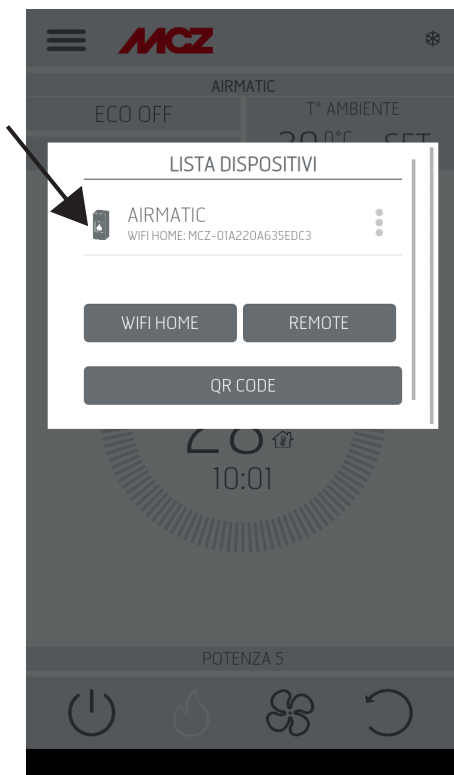 MCZ
AIRMATIC
ECO OFF
T° AMBIENTE
SET
LISTA DISPOSITIVI
AIRMATIC
WIFI HOME: MCZ-01A220A635EDC3
WIFI HOME
REMOTE
QR CODE
10:01
POTENZA 5